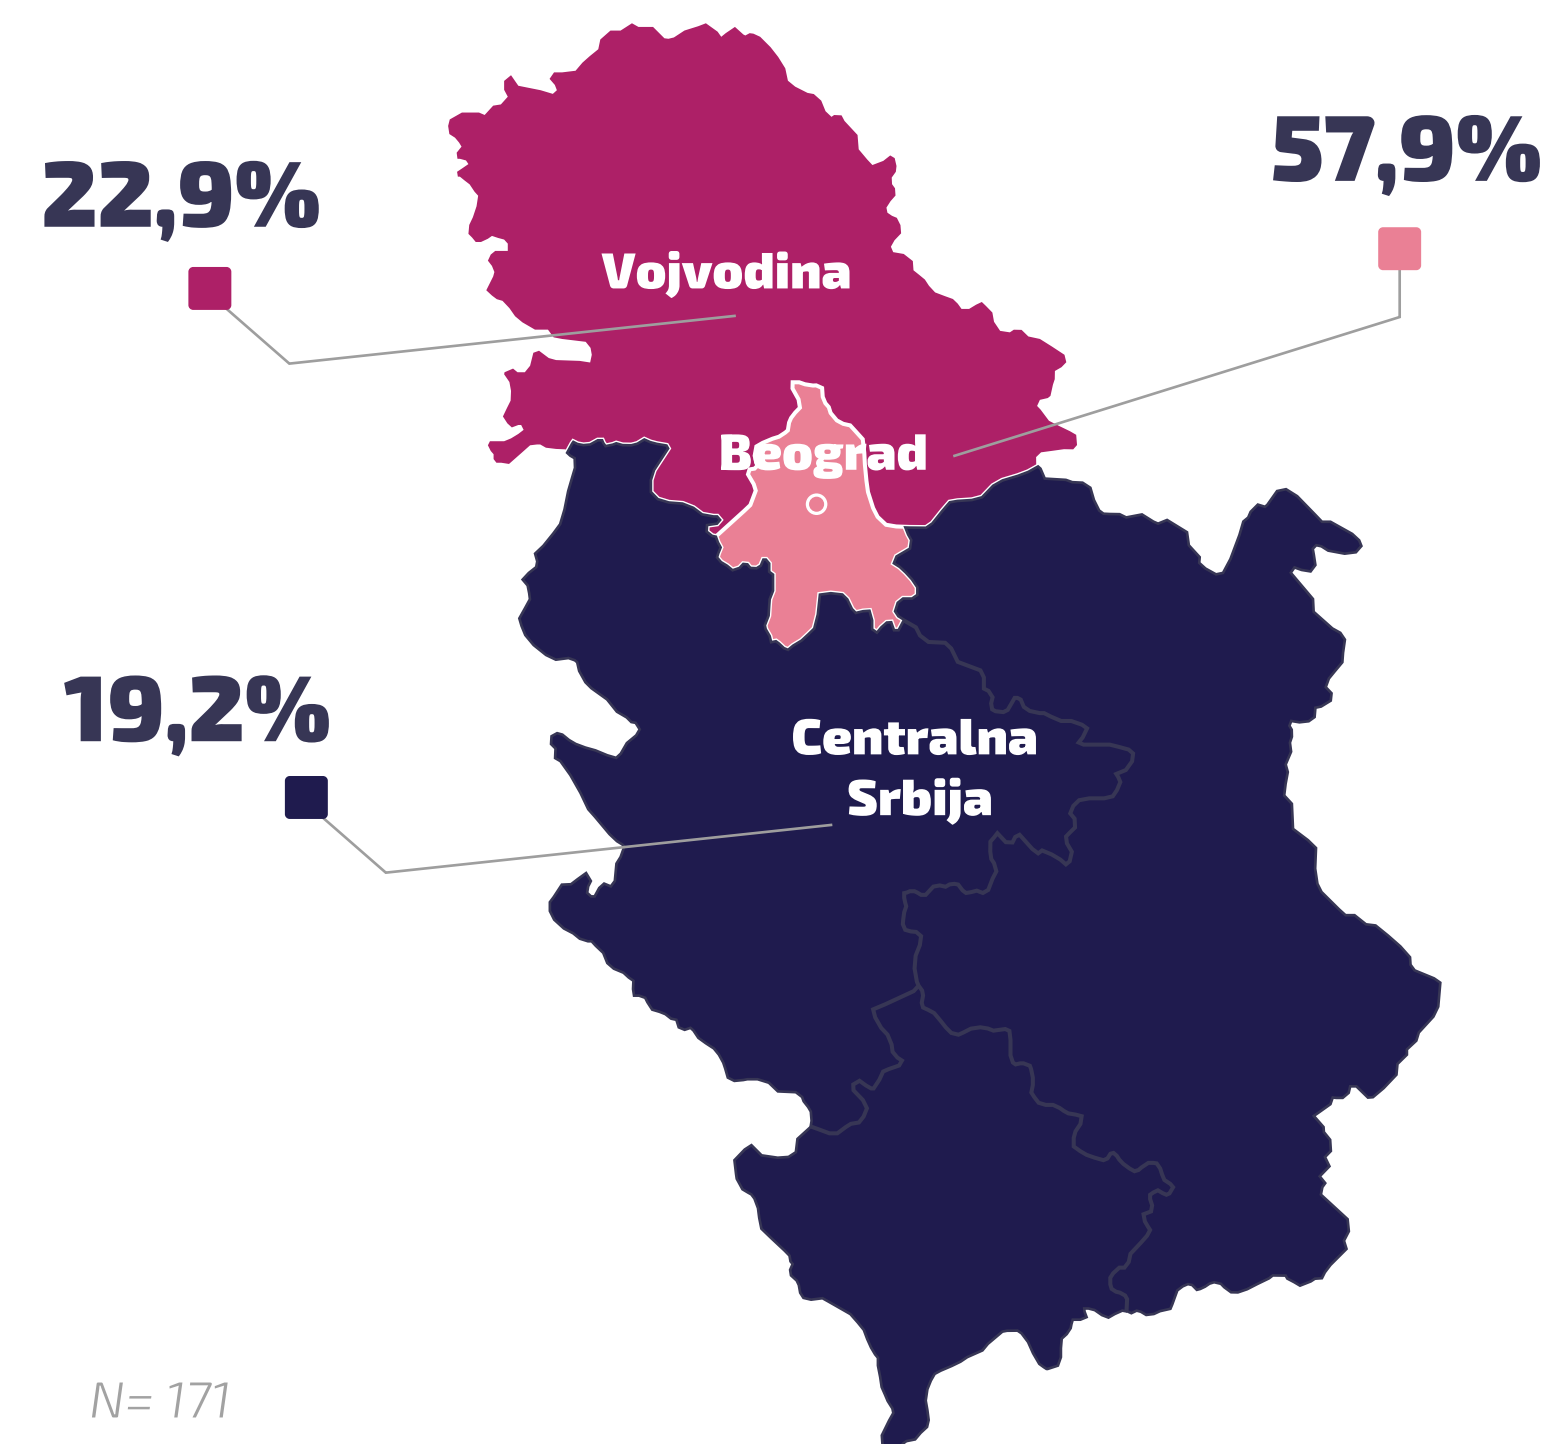 57,9%
22,9%
Vojvodina
Beograd
19,2%
Centralna
Srbija
N= 171